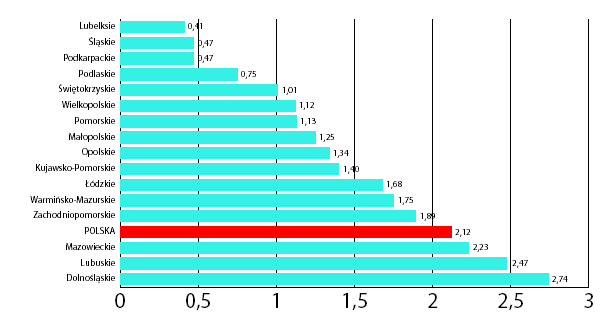 Lubelksie 0,41
Śląskie 0,47
Podkarpackie 0,47
Podlaskie 0,75
Świętokrzyskie 1,01
Wielkopolskie 1,12
Pomorskie 1,13
Małopolskie 1,25
Opolskie 1,34
Kujawsko-Pomorskie 1,40
Łódzkie 1,68
Warmińsko-Mazurskie 1,75
Zachodniopomorskie 1,89
POLSKA 2,12
Mazowieckie 2,23
Lubuskie 2,47
Dolnośląskie 2,74
0 0,5 1 1,5 2 2,5 3